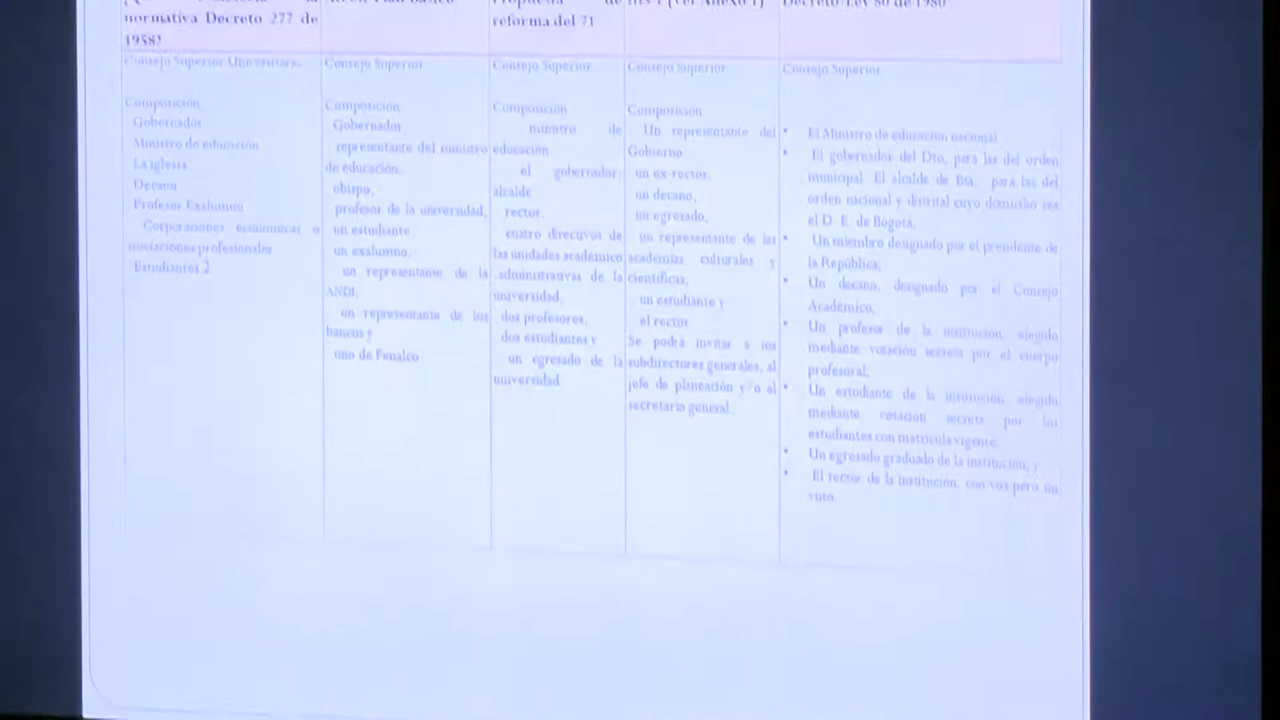 normativa Decreto 277 de
1958?
reforma del 71
Decreto Ley 80 de 1980
Consejo Superior Universitario
Composición
Gobernador
Ministro de educación
La iglesia
Decano
Profesor Exalumno
Corporaciones económicas o
asociaciones profesionales
Estudiantes 2
Consejo Superior
Composición
Gobernador
representante del ministro
de educación,
obispo,
profesor de la universidad,
un estudiante
un exalumno,
un representante de la
ANDI,
un representante de los
bancos y
uno de Fenalco
Consejo Superior
Composición
ministro de
educación
el gobernador
alcalde
rector,
cuatro directivos de
las unidades académico
administrativas de la
universidad,
dos profesores,
dos estudiantes y
un egresado de la
universidad
Consejo Superior
Composición
Un representante del
Gobierno
un ex-rector,
un decano,
un egresado,
un representante de las
academias culturales y
científicas,
un estudiante y
el rector
Se podrá invitar a los
subdirectores generales, al
jefe de planeación y/o al
secretario general.
Consejo Superior
• El Ministro de educación nacional
• El gobernador del Dto, para las del orden
municipal. El alcalde de Bta, para las del
orden nacional y distrital cuyo domicilio sea
el D. E. de Bogotá,
• Un miembro designado por el presidente de
la República;
• Un decano, designado por el Consejo
Académico,
• Un profesor de la institución, elegido
mediante votación secreta por el cuerpo
profesoral;
• Un estudiante de la institución, elegido
mediante votación secreta por los
estudiantes con matrícula vigente,
• Un egresado graduado de la institución, y
• El rector de la institución, con voz pero sin
voto